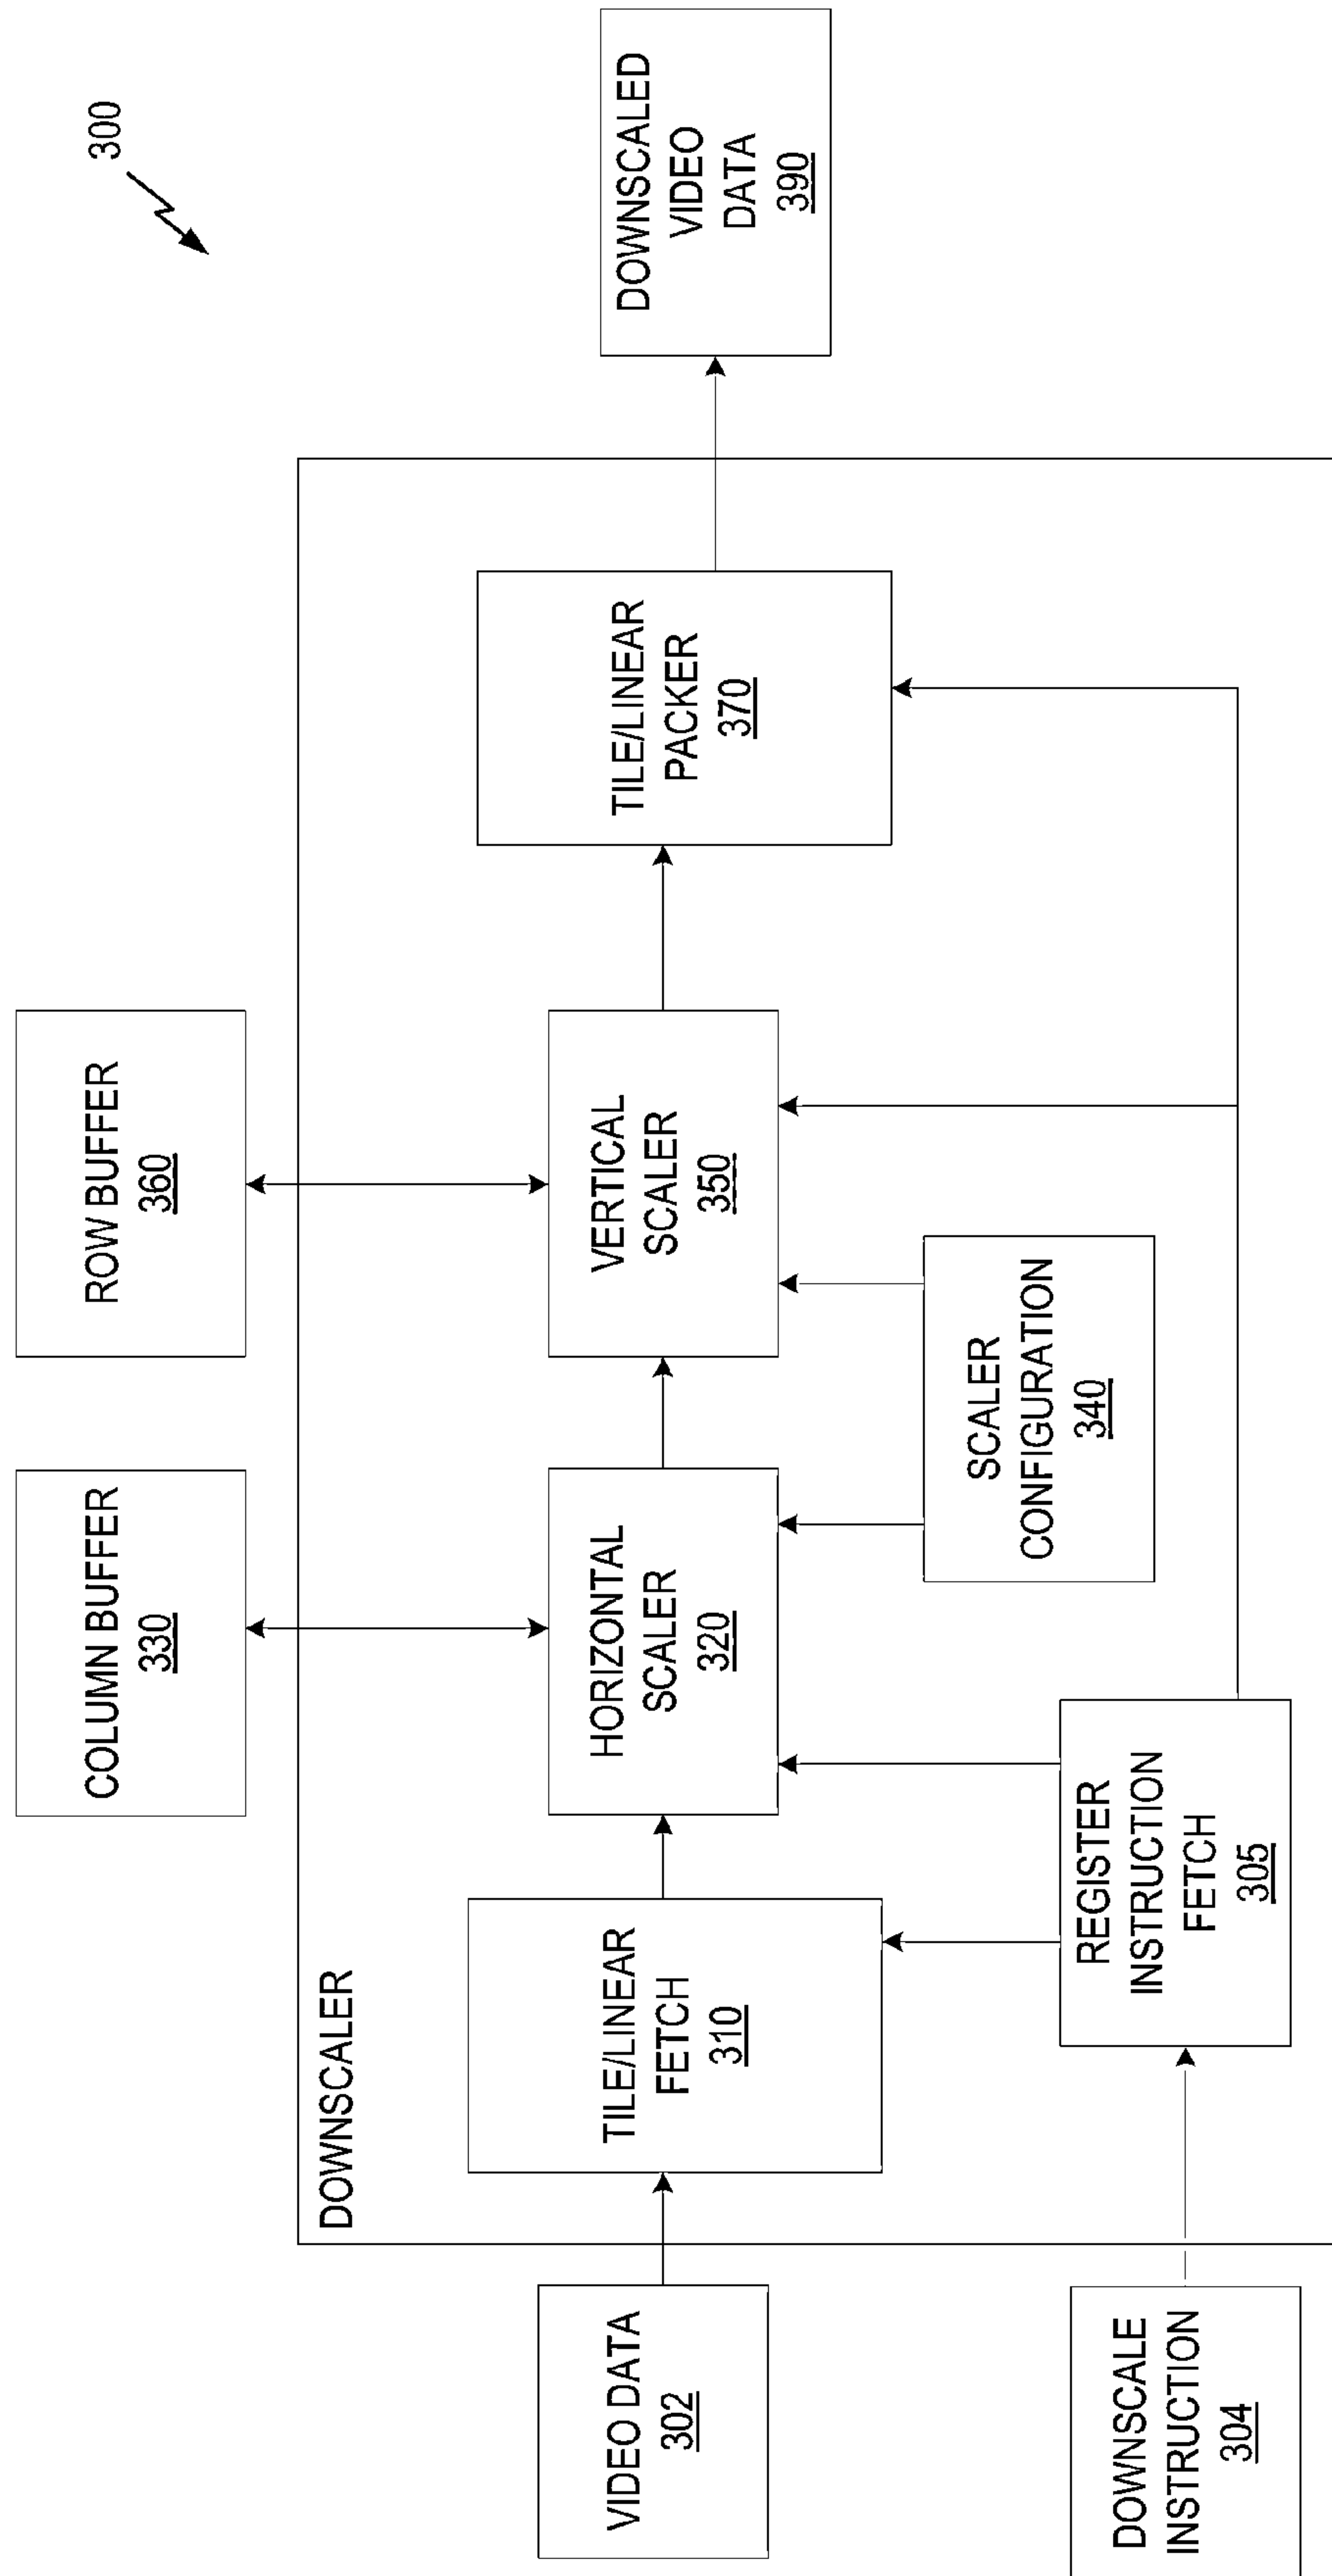 300
COLUMN BUFFER
330
ROW BUFFER
360
DOWNSCALER
VIDEO DATA
302
TILE/LINEAR
FETCH
310
HORIZONTAL
SCALER
320
VERTICAL
SCALER
350
TILE/LINEAR
PACKER
370
DOWNSCALED
VIDEO
DATA
390
SCALER
CONFIGURATION
340
DOWNSCALE
INSTRUCTION
304
REGISTER
INSTRUCTION
FETCH
305